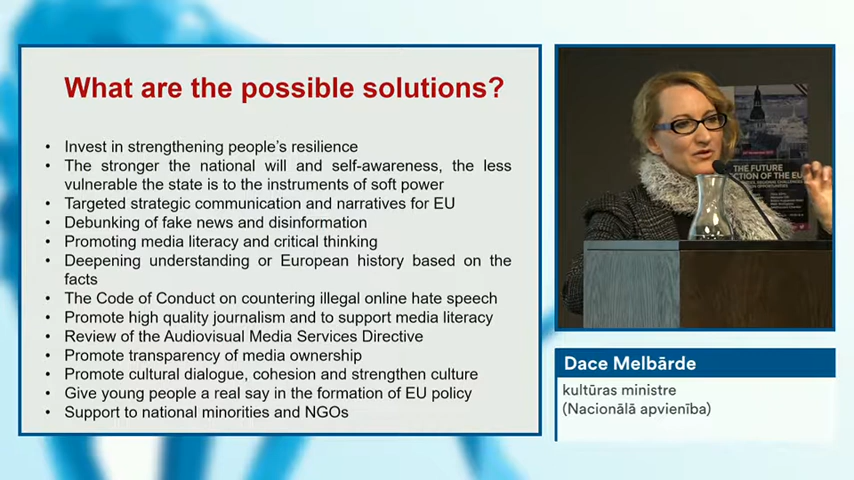 What are the possible solutions?
• Invest in strengthening people's resilience
• The stronger the national will and self-awareness, the less
vulnerable the state is to the instruments of soft power
• Targeted strategic communication and narratives for EU
• Debunking of fake news and disinformation
• Promoting media literacy and critical thinking
• Deepening understanding or European history based on the
facts
• The Code of Conduct on countering illegal online hate speech
• Promote high quality journalism and to support media literacy
• Review of the Audiovisual Media Services Directive
• Promote transparency of media ownership
• Promote cultural dialogue, cohesion and strengthen culture
• Give young people a real say in the formation of EU policy
• Support to national minorities and NGOs
THE FUTURE
OF THE EU
Dace Melbārde
kultūras ministre
(Nacionālā apvienība)